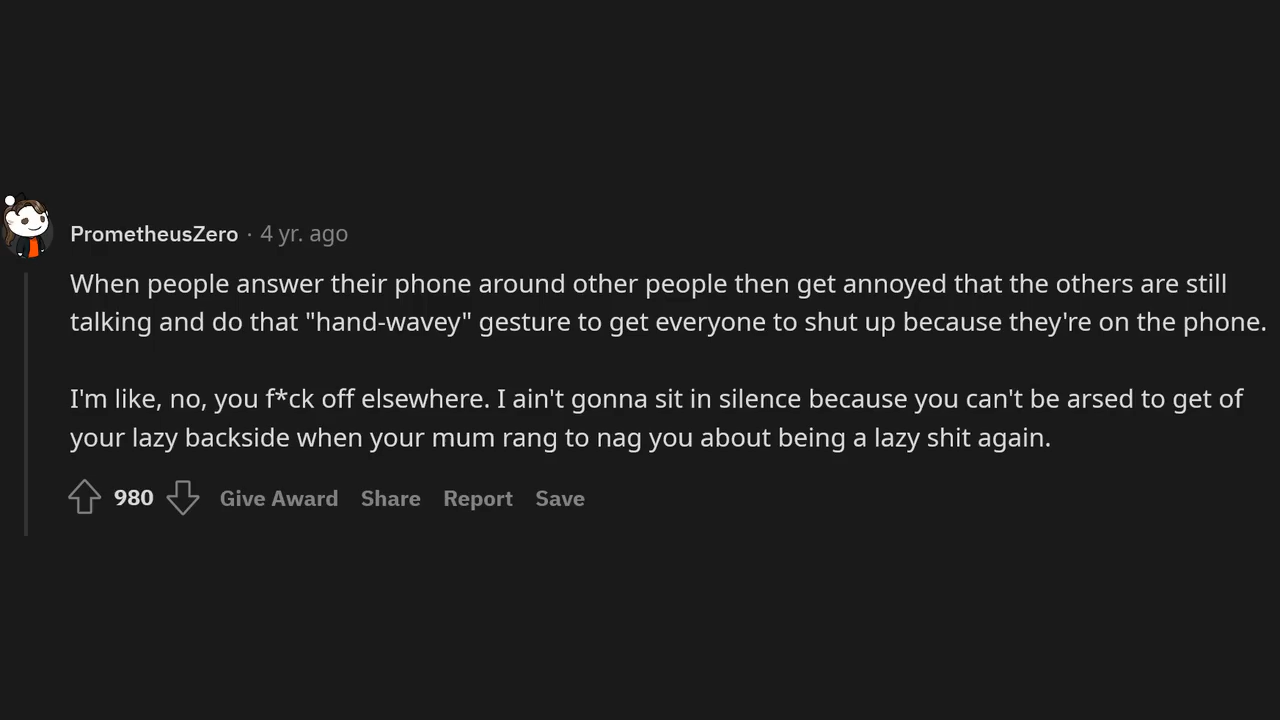 PrometheusZero · 4 yr. ago
When people answer their phone around other people then get annoyed that the others are still
talking and do that "hand-wavey" gesture to get everyone to shut up because they're on the phone.
I'm like, no, you f*ck off elsewhere. I ain't gonna sit in silence because you can't be arsed to get of
your lazy backside when your mum rang to nag you about being a lazy shit again.
980 Give Award Share Report Save